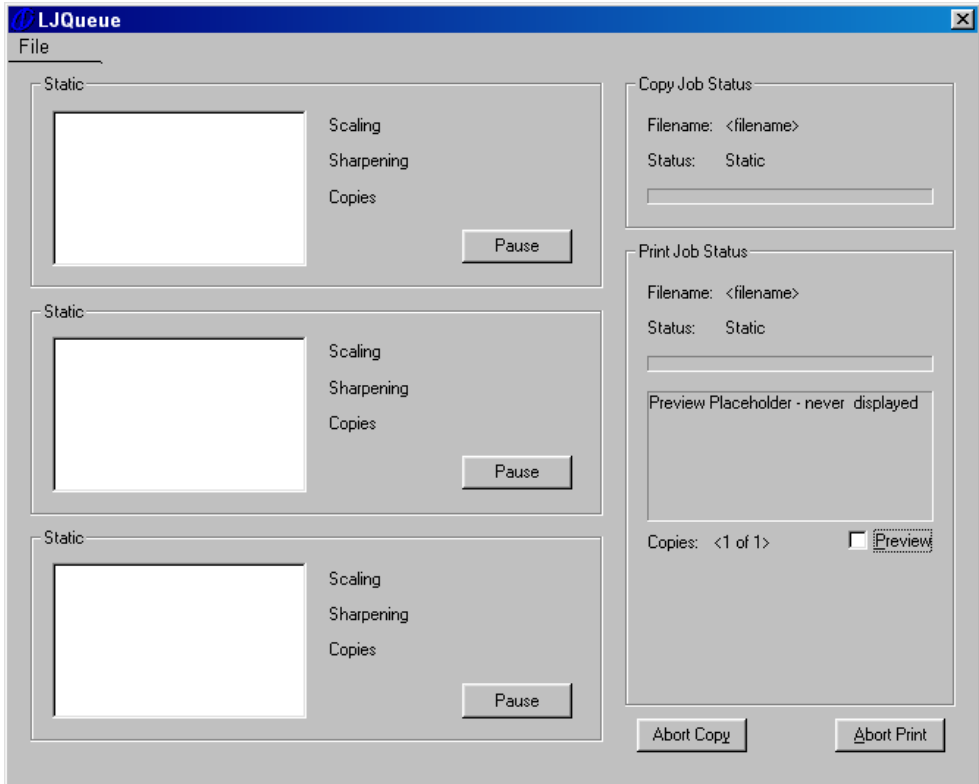 LJQueue
File
Static
Scaling
Sharpening
Copies
Pause
Static
Scaling
Sharpening
Copies
Pause
Static
Scaling
Sharpening
Copies
Pause
Copy Job Status
Filename: <filename>
Status: Static
Print Job Status
Filename: <filename>
Status: Static
Preview Placeholder - never displayed
Copies: <1 of 1> Preview
Abort Copy Abort Print